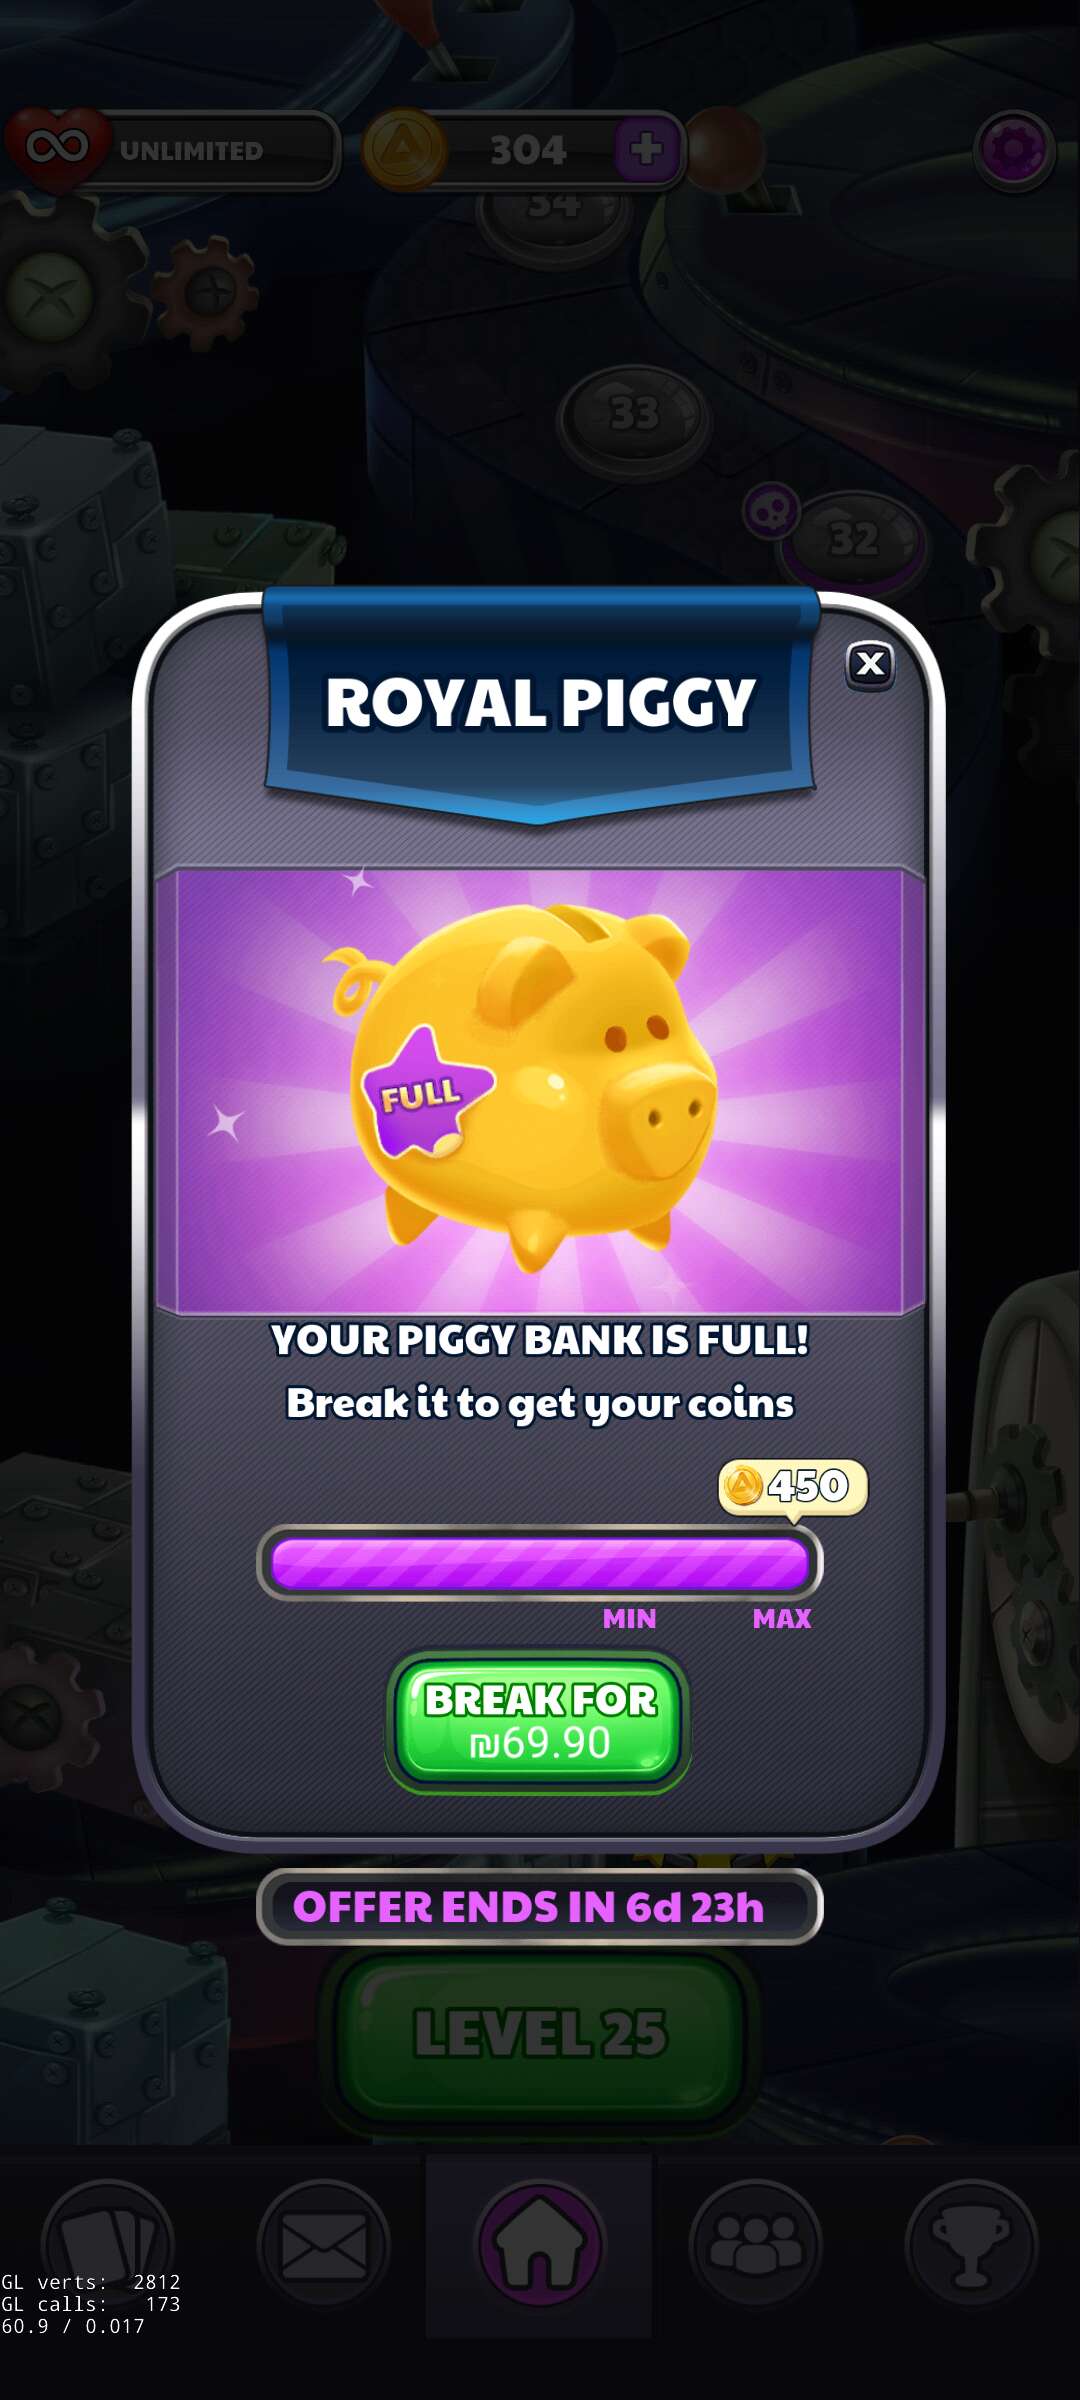 UNLIMITED
304
34
33
32
X
ROYAL PIGGY
FULL
YOUR PIGGY BANK IS FULL!
Break it to get your coins
450
MIN MAX
BREAK FOR
₪69.90
OFFER ENDS IN 6d 23h
LEVEL 25
GL verts: 2812
GL calls: 173
60.9 / 0.017